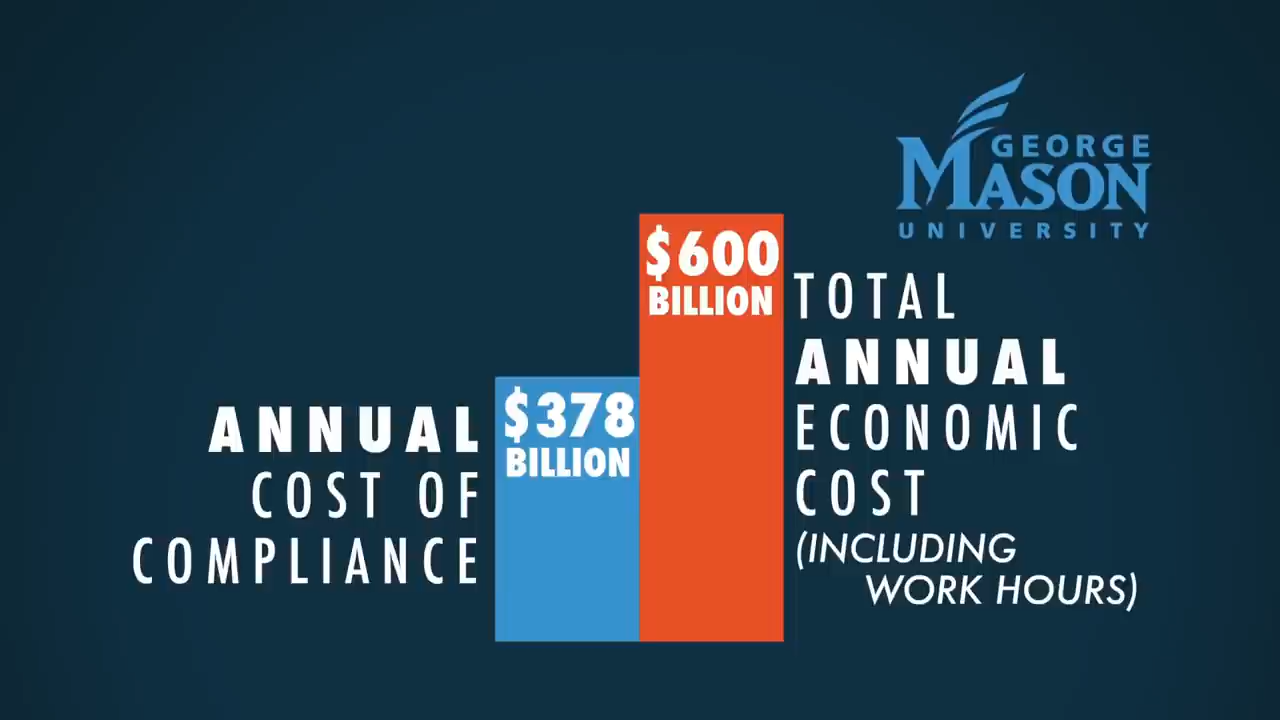 GEORGE
MASON
UNIVERSITY
$600
BILLION
TOTAL
ANNUAL
ECONOMIC
COST
(INCLUDING
WORK HOURS)
$378
BILLION
ANNUAL
COST OF
COMPLIANCE